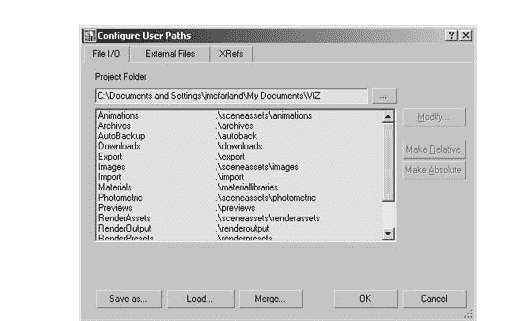 Configure User Paths
File I/O External Files XRefs
Project Folder
C:\Documents and Settings\jmcfarland\My Documents\VIZ ...
Animations .\sceneassets\animations
Archives .\archives
AutoBackup .\autoback
Downloads .\downloads
Export .\export
Images .\sceneassets\images
Import .\import
Materials .\materiallibraries
Photometric .\sceneassets\photometric
Previews .\previews
RenderAssets .\sceneassets\renderassets
RenderOutput .\renderoutput
RenderPresets .\renderpresets
Modify...
Make Relative
Make Absolute
Save as... Load... Merge... OK Cancel